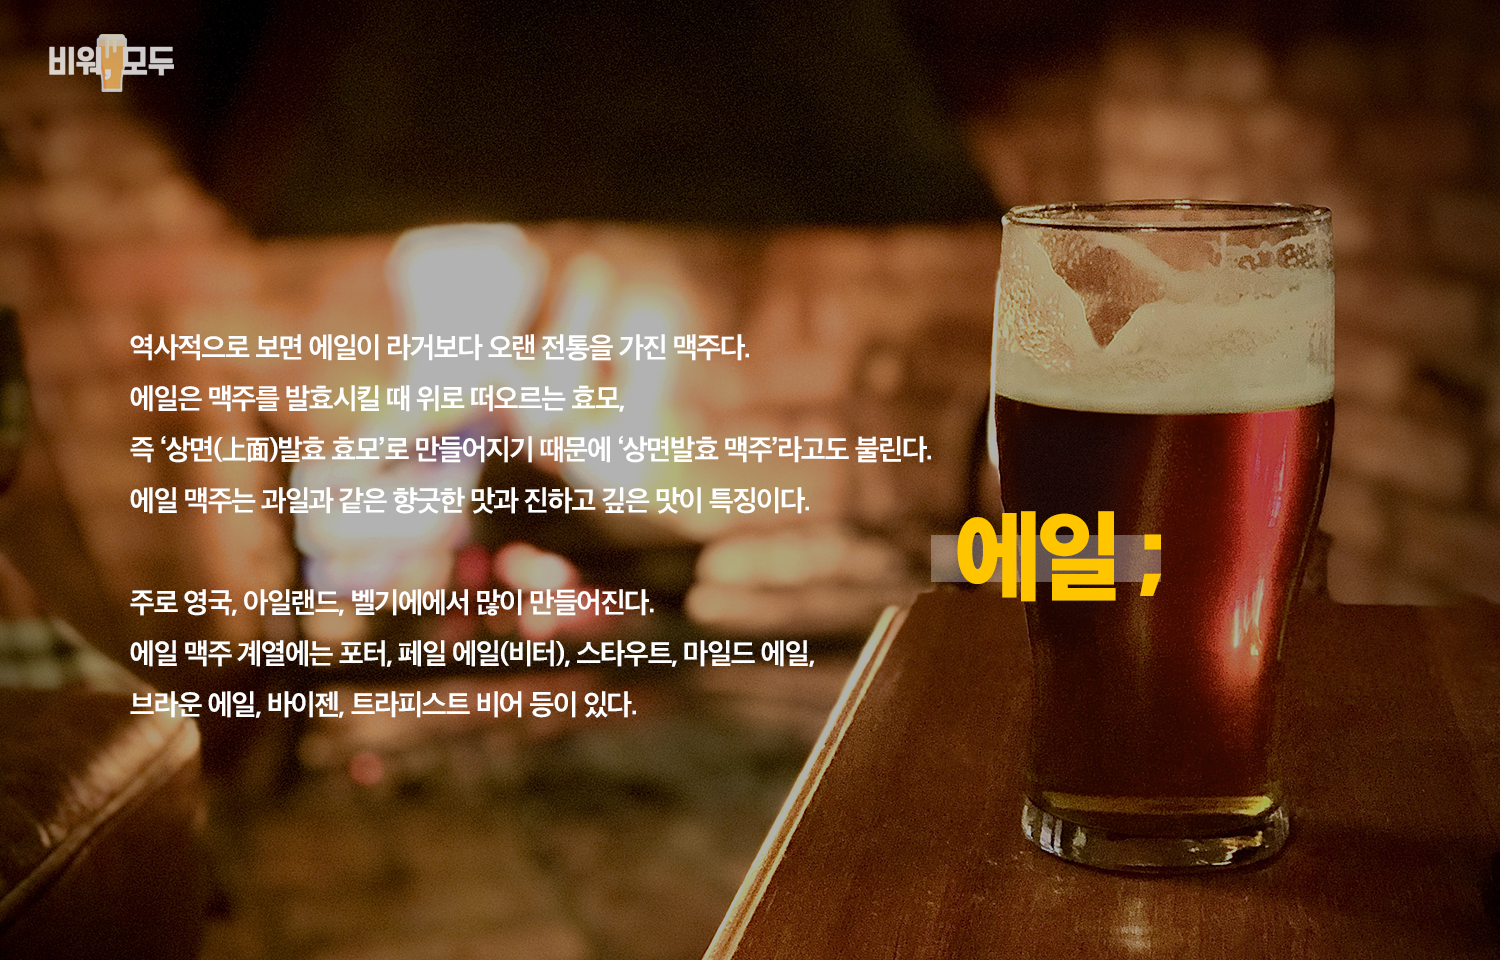 비워, 모두
역사적으로 보면 에일이 라거보다 오랜 전통을 가진 맥주다.
에일은 맥주를 발효시킬 때 위로 떠오르는 효모,
즉 ‘상면(上面)발효 효모’로 만들어지기 때문에 ‘상면발효 맥주’라고도 불린다.
에일 맥주는 과일과 같은 향긋한 맛과 진하고 깊은 맛이 특징이다.
에일 ;
주로 영국, 아일랜드, 벨기에에서 많이 만들어진다.
에일 맥주 계열에는 포터, 페일 에일(비터), 스타우트, 마일드 에일,
브라운 에일, 바이젠, 트라피스트 비어 등이 있다.